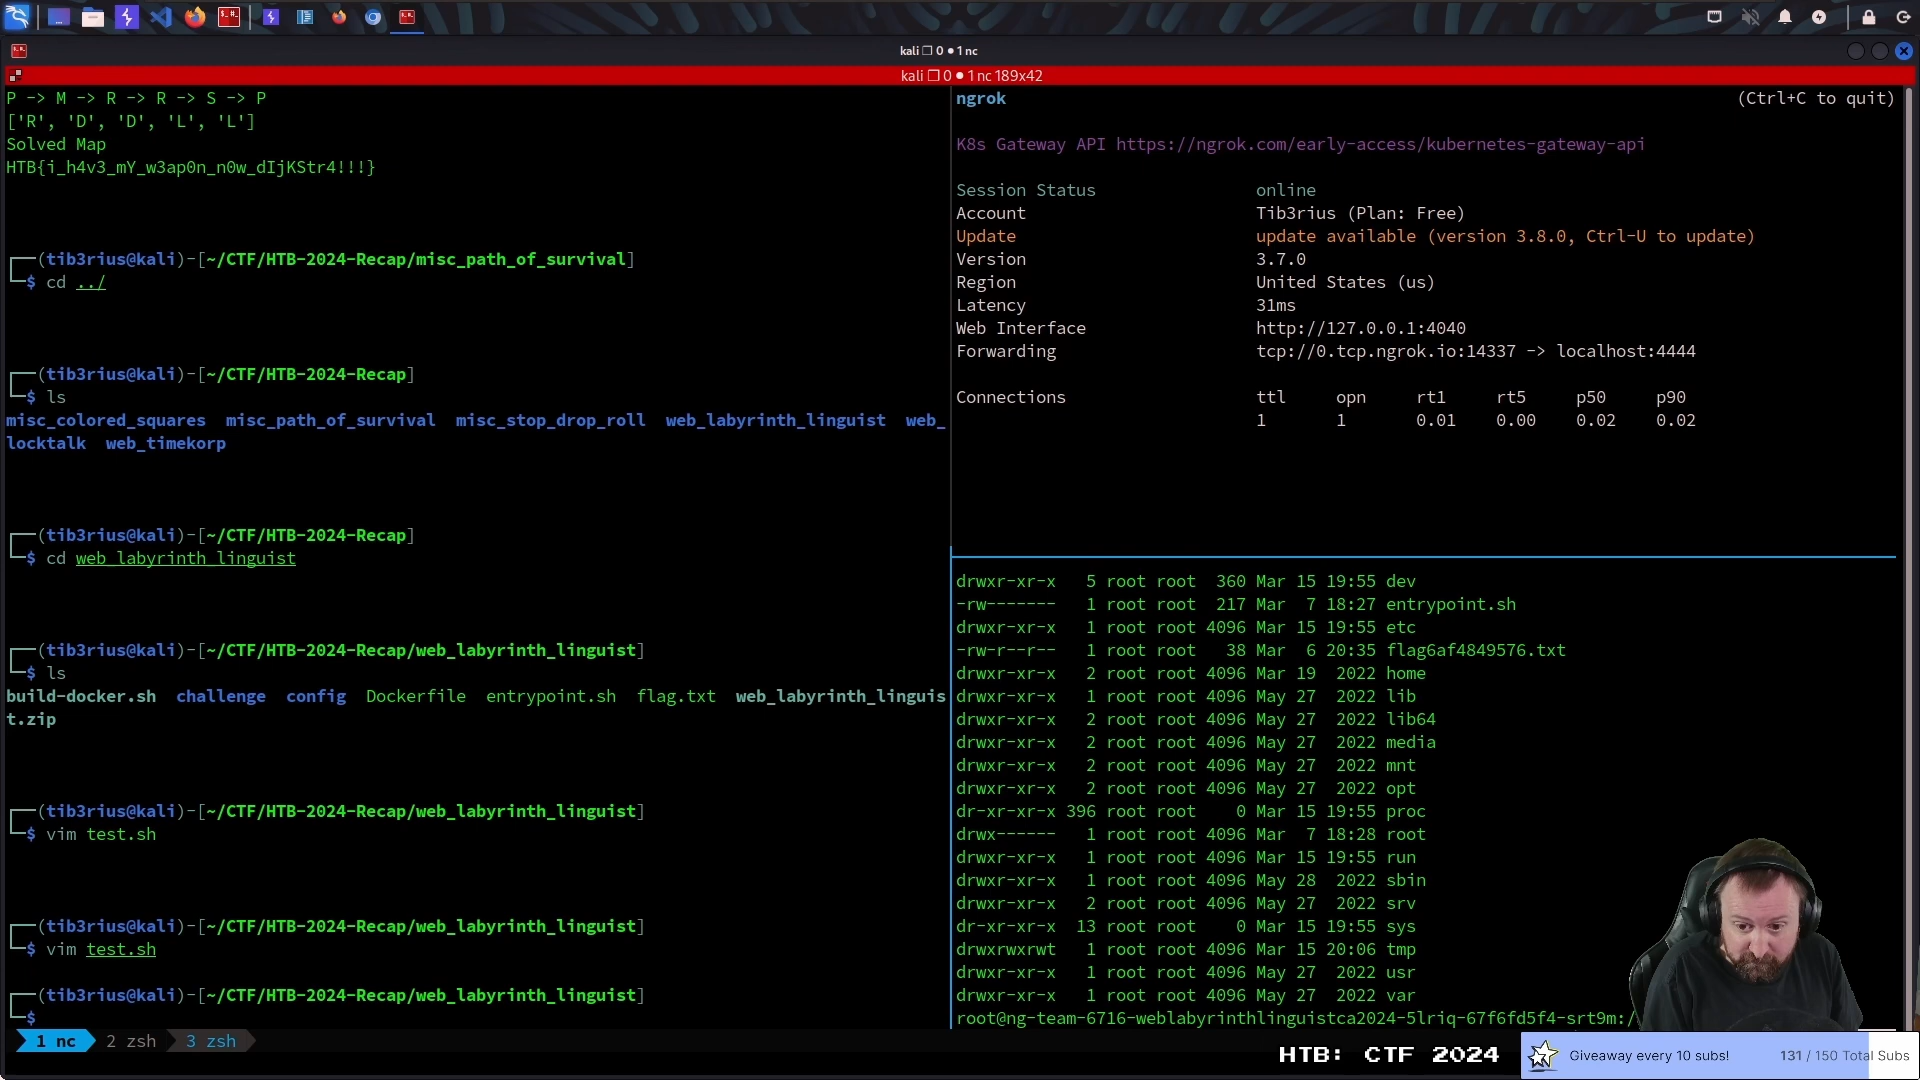 kali ❐ 0 ● 1 nc
kali ❐ 0 ● 1 nc 189x42
P -> M -> R -> R -> S -> P
['R', 'D', 'D', 'L', 'L']
Solved Map
HTB{i_h4v3_mY_w3ap0n_n0w_dIjKStr4!!!}
┌──(tib3rius@kali)-[~/CTF/HTB-2024-Recap/misc_path_of_survival]
└─$ cd ../
┌──(tib3rius@kali)-[~/CTF/HTB-2024-Recap]
└─$ ls
misc_colored_squares  misc_path_of_survival  misc_stop_drop_roll  web_labyrinth_linguist  web_
locktalk  web_timekorp
┌──(tib3rius@kali)-[~/CTF/HTB-2024-Recap]
└─$ cd web_labyrinth_linguist
┌──(tib3rius@kali)-[~/CTF/HTB-2024-Recap/web_labyrinth_linguist]
└─$ ls
build-docker.sh  challenge  config  Dockerfile  entrypoint.sh  flag.txt  web_labyrinth_linguis
t.zip
┌──(tib3rius@kali)-[~/CTF/HTB-2024-Recap/web_labyrinth_linguist]
└─$ vim test.sh
┌──(tib3rius@kali)-[~/CTF/HTB-2024-Recap/web_labyrinth_linguist]
└─$ vim test.sh
┌──(tib3rius@kali)-[~/CTF/HTB-2024-Recap/web_labyrinth_linguist]
└─$
ngrok (Ctrl+C to quit)
K8s Gateway API https://ngrok.com/early-access/kubernetes-gateway-api
Session Status online
Account Tib3rius (Plan: Free)
Update update available (version 3.8.0, Ctrl-U to update)
Version 3.7.0
Region United States (us)
Latency 31ms
Web Interface http://127.0.0.1:4040
Forwarding tcp://0.tcp.ngrok.io:14337 -> localhost:4444
Connections ttl opn rt1 rt5 p50 p90
1 1 0.01 0.00 0.02 0.02
drwxr-xr-x   5 root root  360 Mar 15 19:55 dev
-rw-------   1 root root  217 Mar  7 18:27 entrypoint.sh
drwxr-xr-x   1 root root 4096 Mar 15 19:55 etc
-rw-r--r--   1 root root   38 Mar  6 20:35 flag6af4849576.txt
drwxr-xr-x   2 root root 4096 Mar 19  2022 home
drwxr-xr-x   1 root root 4096 May 27  2022 lib
drwxr-xr-x   2 root root 4096 May 27  2022 lib64
drwxr-xr-x   2 root root 4096 May 27  2022 media
drwxr-xr-x   2 root root 4096 May 27  2022 mnt
drwxr-xr-x   2 root root 4096 May 27  2022 opt
dr-xr-xr-x 396 root root    0 Mar 15 19:55 proc
drwx------   1 root root 4096 Mar  7 18:28 root
drwxr-xr-x   1 root root 4096 Mar 15 19:55 run
drwxr-xr-x   1 root root 4096 May 28  2022 sbin
drwxr-xr-x   2 root root 4096 May 27  2022 srv
dr-xr-xr-x  13 root root    0 Mar 15 19:55 sys
drwxrwxrwt   1 root root 4096 Mar 15 20:06 tmp
drwxr-xr-x   1 root root 4096 May 27  2022 usr
drwxr-xr-x   1 root root 4096 May 27  2022 var
root@ng-team-6716-weblabyrinthlinguistca2024-5lriq-67f6fd5f4-srt9m:/
1 nc  2 zsh  3 zsh
HTB: CTF 2024
Giveaway every 10 subs! 131 / 150 Total Subs